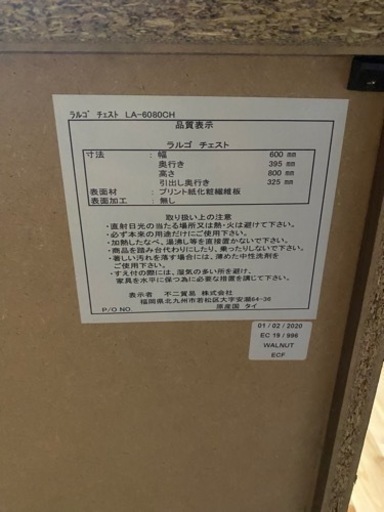 ラルゴ チェスト LA-6080CH
品質表示
ラルゴ チェスト
寸法 : 幅 600 mm
奥行き 395 mm
高さ 800 mm
引出し奥行き 325 mm
表面材 : プリント紙化粧繊維板
表面加工 : 無し
取り扱い上の注意
・直射日光の当たる場所又は熱・火は避けて下さい。
・必ず本来の用途だけにご使用下さい。
・加熱したなべ、湯沸し等を直接置かないで下さい。
・商品を踏み台代わりにしたり、乗ったりしないで下さい。
・著しい汚れを落す場合には、薄めた中性洗剤を
ご使用下さい。
・すえ付の際には、湿気の多い所を避け、
家具を水平に保つ為に必要な措置を講じて下さい。
表示者 不二貿易 株式会社
福岡県北九州市若松区大字安瀬64-38
P/O NO. 原産国 タイ
01 / 02 / 2020
EC 19 / 996
WALNUT
ECF